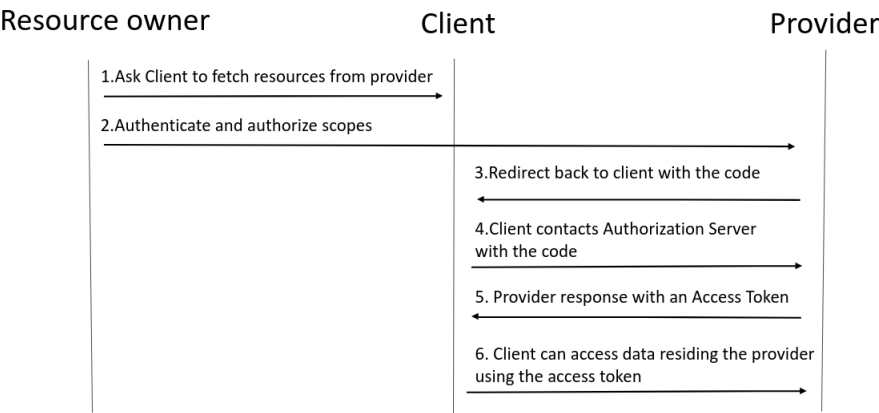 Resource owner
Client
Provider
1.Ask Client to fetch resources from provider
2.Authenticate and authorize scopes
3.Redirect back to client with the code
4.Client contacts Authorization Server
with the code
5. Provider response with an Access Token
6. Client can access data residing the provider
using the access token